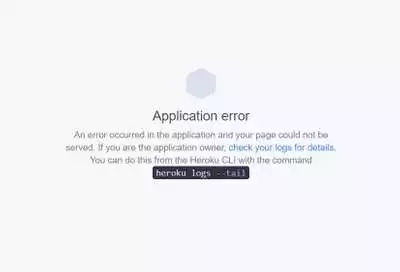 Application error
An error occurred in the application and your page could not be
served. If you are the application owner, check your logs for details.
You can do this from the Heroku CLI with the command
heroku logs --tail